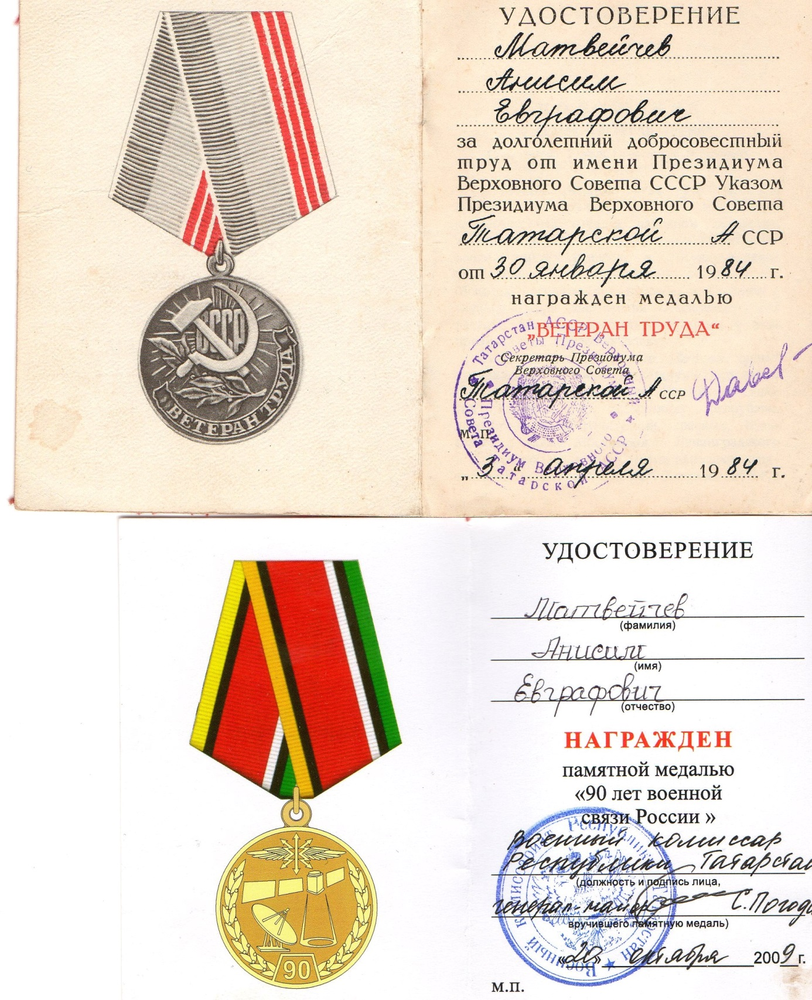 СССР
ВЕТЕРАН ТРУДА
УДОСТОВЕРЕНИЕ
Матвейчев
Анисим
Евграфович
за долголетний добросовестный
труд от имени Президиума
Верховного Совета СССР Указом
Президиума Верховного Совета
Татарской А ССР
от 30 января 1984 г.
награжден медалью
„ВЕТЕРАН ТРУДА“
Секретарь Президиума
Верховного Совета
Татарской А ССР
м. п.
„3“ апреля 1984 г.
90
УДОСТОВЕРЕНИЕ
Матвейчев
(фамилия)
Анисим
(имя)
Евграфович
(отчество)
НАГРАЖДЕН
памятной медалью
«90 лет военной
связи России »
Военный комиссар
Республики Татарстан
(должность и подпись лица,
генерал-майор С. Погоди
вручившего памятную медаль)
«20» октября 2009 г.
м.п.